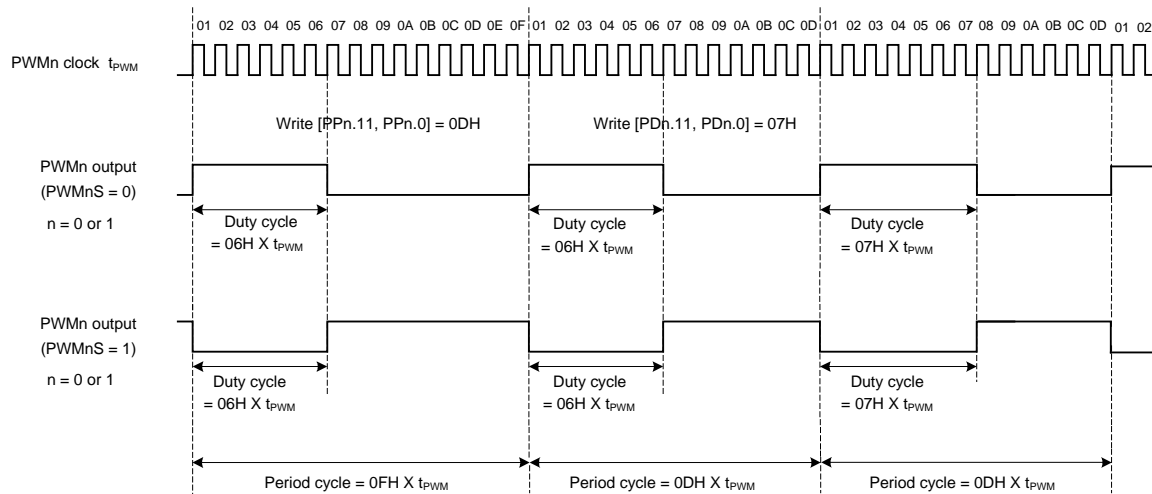 01 02 03 04 05 06 07 08 09 0A 0B 0C 0D 0E 0F 01 02 03 04 05 06 07 08 09 0A 0B 0C 0D 01 02 03 04 05 06 07 08 09 0A 0B 0C 0D 01 02
PWMn clock tPWM
Write [PPn.11, PPn.0] = 0DH
Write [PDn.11, PDn.0] = 07H
PWMn output
(PWMnS = 0)
n = 0 or 1
Duty cycle
= 06H X tPWM
Duty cycle
= 06H X tPWM
Duty cycle
= 07H X tPWM
PWMn output
(PWMnS = 1)
n = 0 or 1
Duty cycle
= 06H X tPWM
Duty cycle
= 06H X tPWM
Duty cycle
= 07H X tPWM
Period cycle = 0FH X tPWM
Period cycle = 0DH X tPWM
Period cycle = 0DH X tPWM